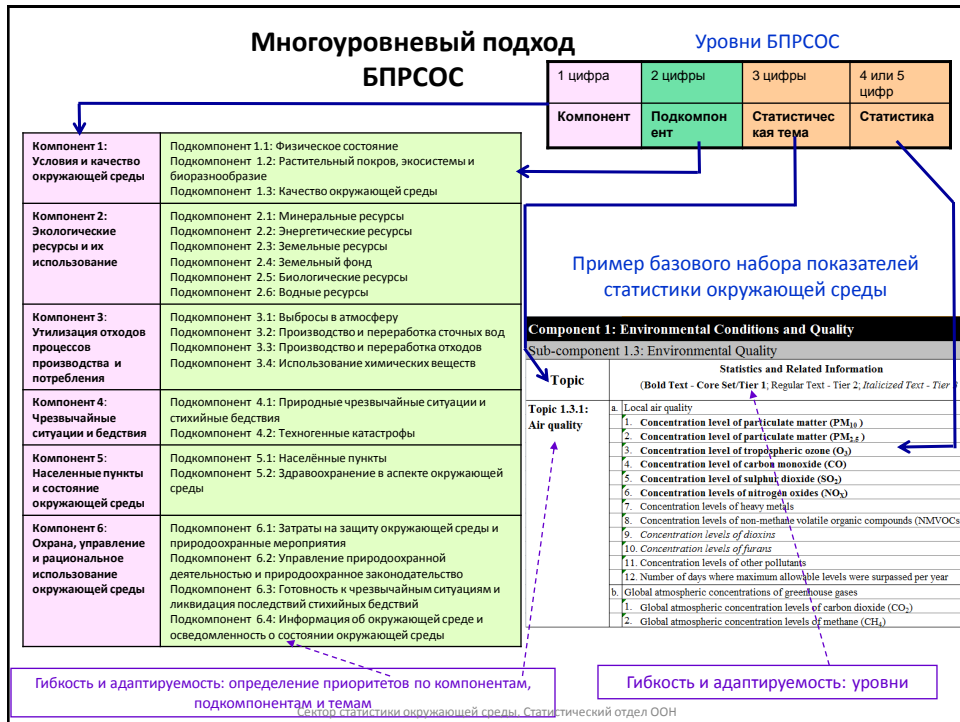 Многоуровневый подход
БПРСОС
Уровни БПРСОС
1 цифра
2 цифры
3 цифры
4 или 5
цифр
Компонент
Подкомпон
ент
Статистичес
кая тема
Статистика
Компонент 1:
Условия и качество
окружающей среды
Подкомпонент 1.1: Физическое состояние
Подкомпонент 1.2: Растительный покров, экосистемы и
биоразнообразие
Подкомпонент 1.3: Качество окружающей среды
Компонент 2:
Экологические
ресурсы и их
использование
Подкомпонент 2.1: Минеральные ресурсы
Подкомпонент 2.2: Энергетические ресурсы
Подкомпонент 2.3: Земельные ресурсы
Подкомпонент 2.4: Земельный фонд
Подкомпонент 2.5: Биологические ресурсы
Подкомпонент 2.6: Водные ресурсы
Компонент 3:
Утилизация отходов
процессов
производства и
потребления
Подкомпонент 3.1: Выбросы в атмосферу
Подкомпонент 3.2: Производство и переработка сточных вод
Подкомпонент 3.3: Производство и переработка отходов
Подкомпонент 3.4: Использование химических веществ
Компонент 4:
Чрезвычайные
ситуации и бедствия
Подкомпонент 4.1: Природные чрезвычайные ситуации и
стихийные бедствия
Подкомпонент 4.2: Техногенные катастрофы
Компонент 5:
Населенные пункты
и состояние
окружающей среды
Подкомпонент 5.1: Населённые пункты
Подкомпонент 5.2: Здравоохранение в аспекте окружающей
среды
Компонент 6:
Охрана, управление
и рациональное
использование
окружающей среды
Подкомпонент 6.1: Затраты на защиту окружающей среды и
природоохранные мероприятия
Подкомпонент 6.2: Управление природоохранной
деятельностью и природоохранное законодательство
Подкомпонент 6.3: Готовность к чрезвычайным ситуациям и
ликвидация последствий стихийных бедствий
Подкомпонент 6.4: Информация об окружающей среде и
осведомленность о состоянии окружающей среды
Пример базового набора показателей
статистики окружающей среды
Component 1: Environmental Conditions and Quality
Sub-component 1.3: Environmental Quality
Topic
Statistics and Related Information
(Bold Text - Core Set/Tier 1; Regular Text - Tier 2; Italicized Text - Tier 3
Topic 1.3.1:
Air quality
a. Local air quality
1. Concentration level of particulate matter (PM₁₀ )
2. Concentration level of particulate matter (PM₂.₅ )
3. Concentration level of tropospheric ozone (O₃)
4. Concentration level of carbon monoxide (CO)
5. Concentration level of sulphur dioxide (SO₂)
6. Concentration levels of nitrogen oxides (NOX)
7. Concentration levels of heavy metals
8. Concentration levels of non-methane volatile organic compounds (NMVOCs
9. Concentration levels of dioxins
10. Concentration levels of furans
11. Concentration levels of other pollutants
12. Number of days where maximum allowable levels were surpassed per year
b. Global atmospheric concentrations of greenhouse gases
1. Global atmospheric concentration levels of carbon dioxide (CO₂)
2. Global atmospheric concentration levels of methane (CH₄)
Гибкость и адаптируемость: определение приоритетов по компонентам,
подкомпонентам и темам
Гибкость и адаптируемость: уровни
Сектор статистики окружающей среды. Статистический отдел ООН